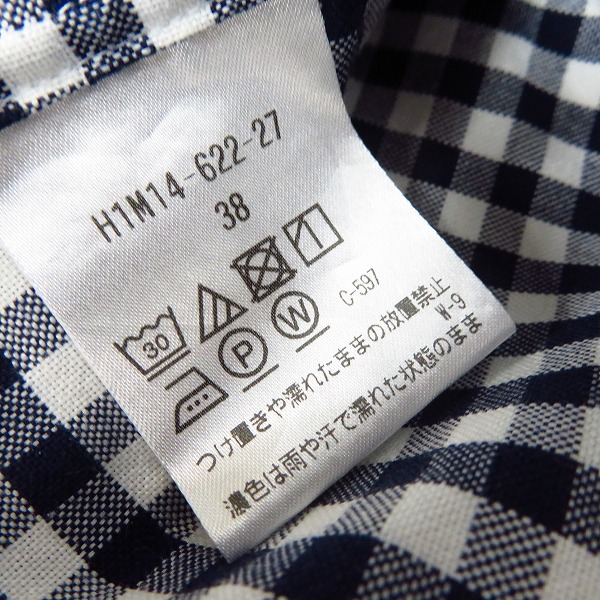 H1M14-622-27
38
30
P W C-597
つけ置きや濡れたままの放置禁止 W-9
濃色は雨や汗で濡れた状態のまま